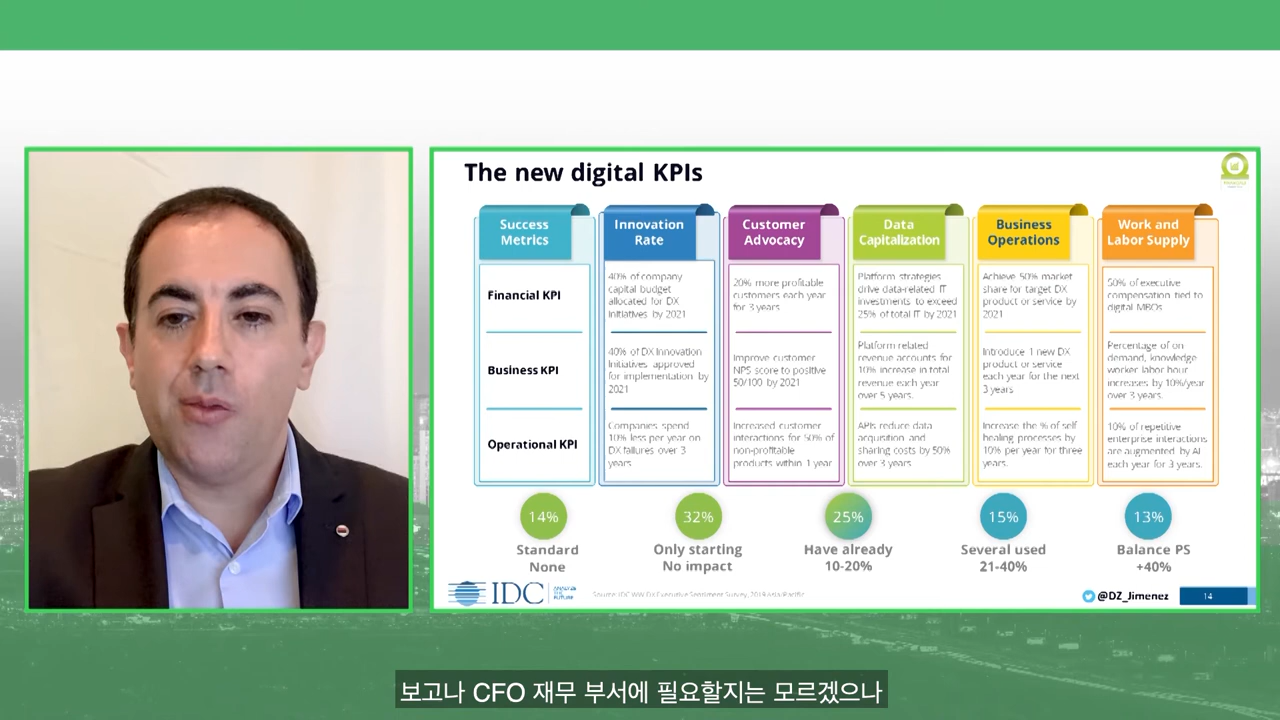 The new digital KPIs
Success
Metrics
Innovation
Rate
Customer
Advocacy
Data
Capitalization
Business
Operations
Work and
Labor Supply
Financial KPI
40% of company
capital budget
allocated for DX
initiatives by 2021
20% more profitable
customers each year
for 3 years
Platform strategies
drive data-related IT
investments to exceed
25% of total IT by 2021
Achieve 50% market
share for target DX
product or service by
2021
50% of executive
compensation tied to
digital MBOs
Business KPI
40% of DX Innovation
Initiatives approved
for implementation by
2021
Improve customer
NPS score to positive
50/100 by 2021
Platform related
revenue accounts for
10% increase in total
revenue each year
over 5 years.
Introduce 1 new DX
product or service
each year for the next
3 years
Percentage of on
demand, knowledge
worker labor hour
increases by 10%/year
over 3 years.
Operational KPI
Companies spend
10% less per year on
DX failures over 3
years
Increased customer
interactions for 50% of
non-profitable
products within 1 year
APIs reduce data
acquisition and
sharing costs by 50%
over 3 years
Increase the % of self
healing processes by
10% per year for three
years.
10% of repetitive
enterprise interactions
are augmented by AI
each year for 3 years.
14%
32%
25%
15%
13%
Standard
None
Only starting
No impact
Have already
10-20%
Several used
21-40%
Balance PS
+40%
IDC
ANALYZE
THE
FUTURE
Source: IDC WW DX Executive Sentiment Survey, 2019 Asia/Pacific
@DZ_Jimenez
14
보고나 CFO 재무 부서에 필요할지는 모르겠으나